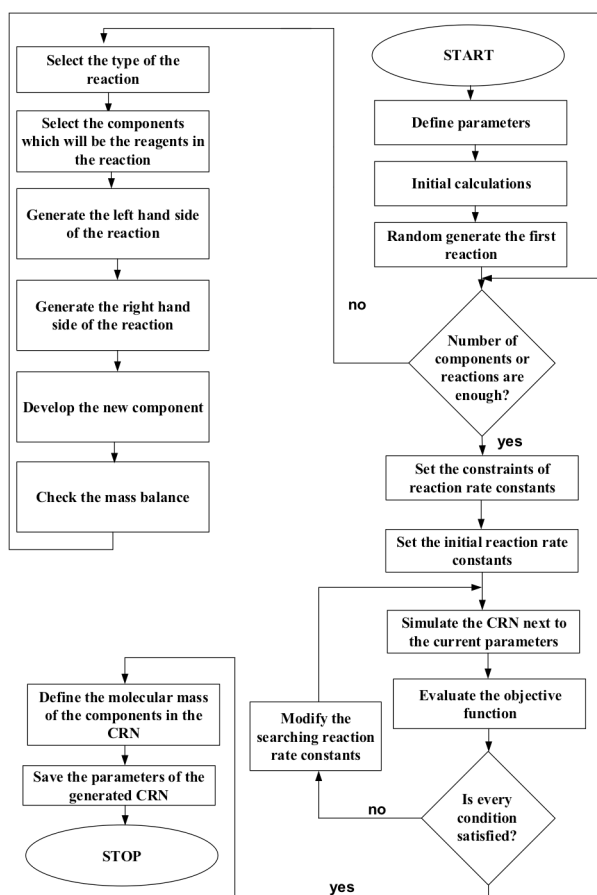 START
Define parameters
Initial calculations
Random generate the first
reaction
Number of
components or
reactions are
enough?
no
Select the type of the
reaction
Select the components
which will be the reagents in
the reaction
Generate the left hand side
of the reaction
Generate the right hand
side of the reaction
Develop the new component
Check the mass balance
yes
Set the constraints of
reaction rate constants
Set the initial reaction rate
constants
Simulate the CRN next to
the current parameters
Evaluate the objective
function
Is every
condition
satisfied?
no
Modify the
searching reaction
rate constants
yes
Define the molecular mass
of the components in the
CRN
Save the parameters of the
generated CRN
STOP